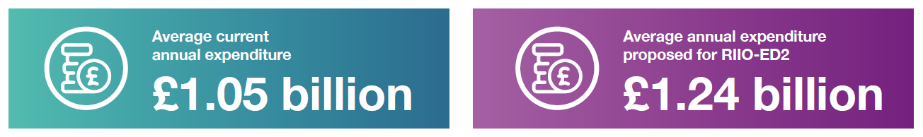 Average current
annual expenditure
£1.05 billion
Average annual expenditure
proposed for RIIO-ED2
£1.24 billion